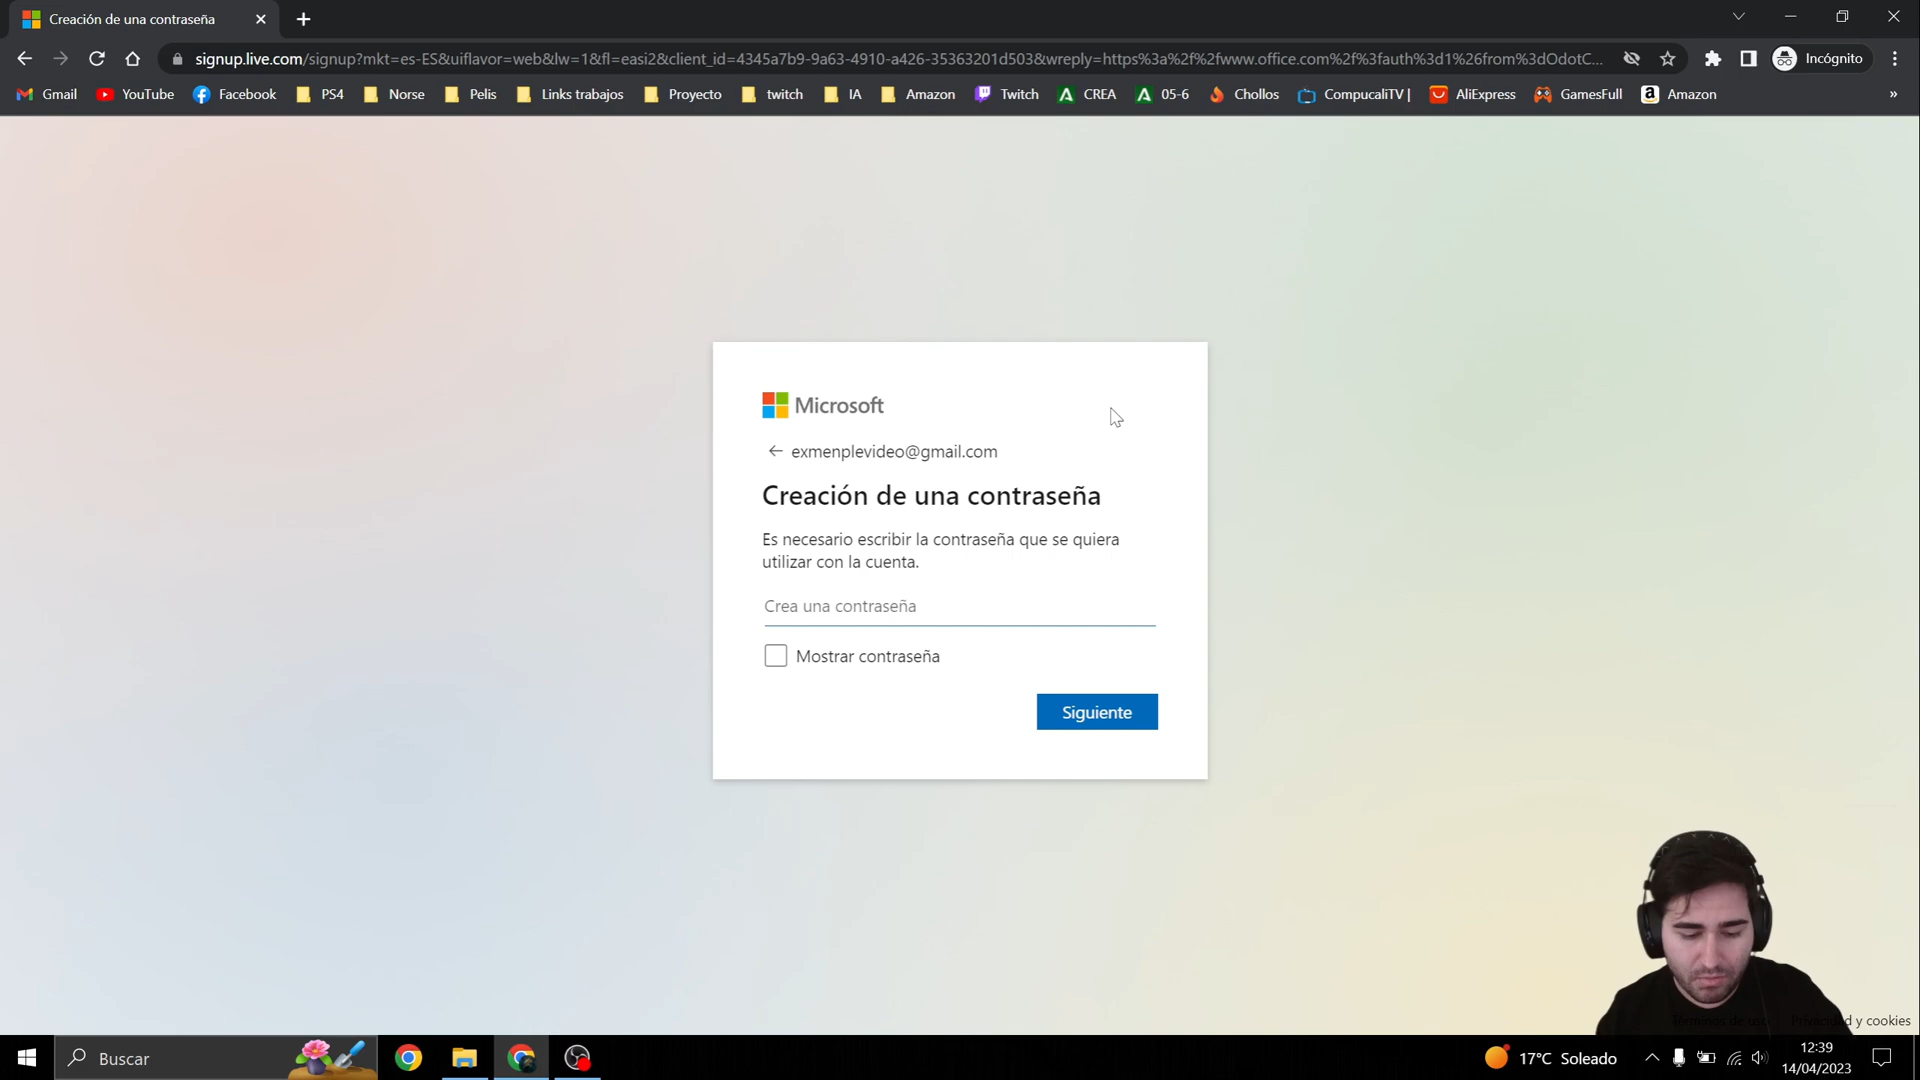 Creación de una contraseña
signup.live.com/signup?mkt=es-ES&uiflavor=web&lw=1&fl=easi2&client_id=4345a7b9-9a63-4910-a426-35363201d503&wreply=https%3a%2f%2fwww.office.com%2f%3fauth%3d1%26from%3dOdotC...
Incógnito
Gmail YouTube Facebook PS4 Norse Pelis Links trabajos Proyecto twitch IA Amazon Twitch CREA 05-6 Chollos CompucaliTV | AliExpress GamesFull Amazon »
Microsoft
exmenplevideo@gmail.com
Creación de una contraseña
Es necesario escribir la contraseña que se quiera
utilizar con la cuenta.
Crea una contraseña
Mostrar contraseña
Siguiente
Términos de uso Privacidad y cookies
Buscar
17°C Soleado
12:39
14/04/2023